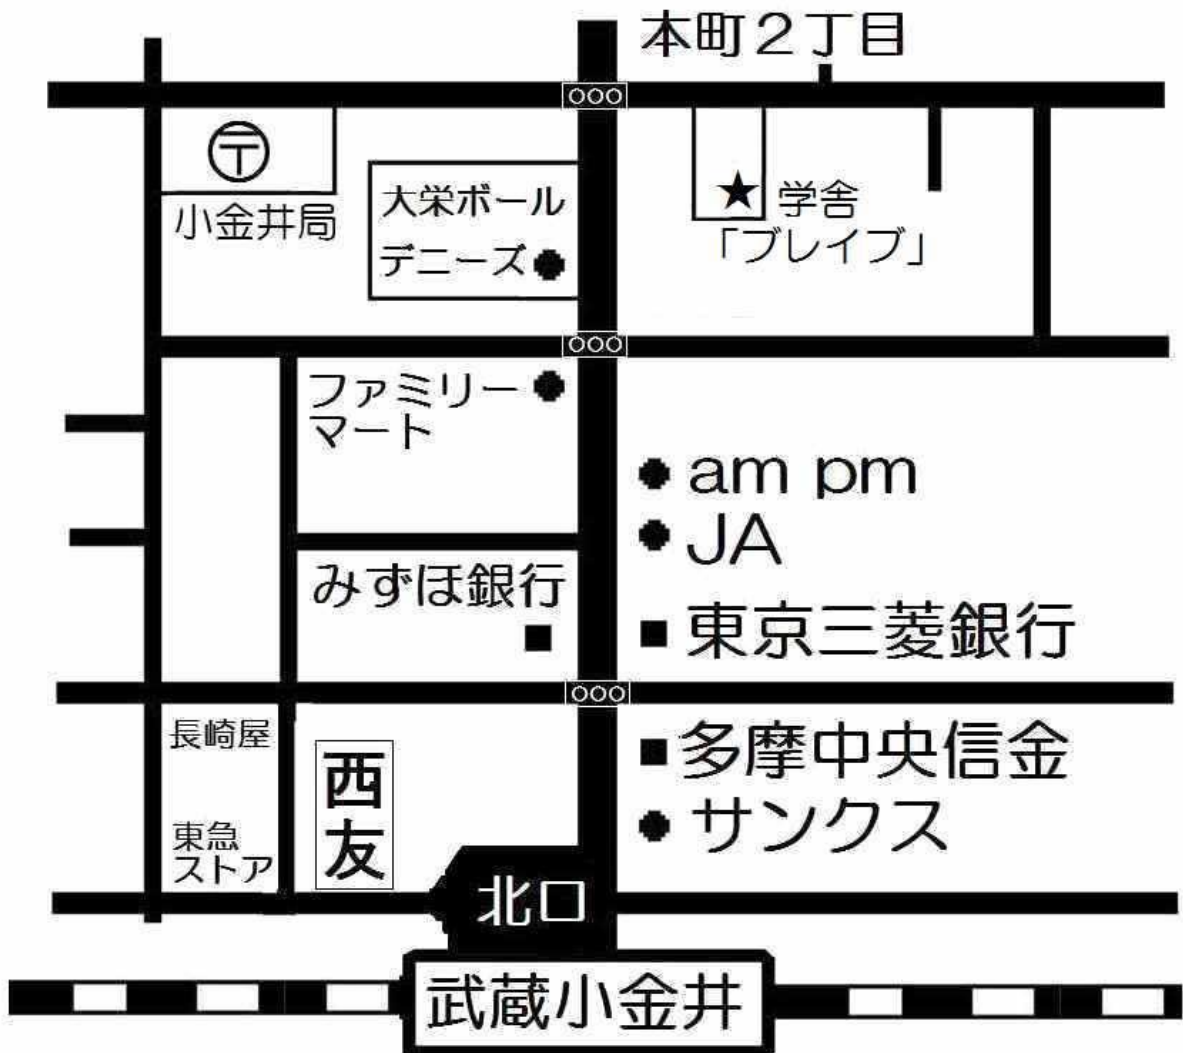 本町2丁目
〒
小金井局
大栄ボール
デニーズ
学舎
「ブレイブ」
ファミリー
マート
am pm
JA
みずほ銀行
東京三菱銀行
長崎屋
西友
多摩中央信金
東急
ストア
サンクス
北口
武蔵小金井